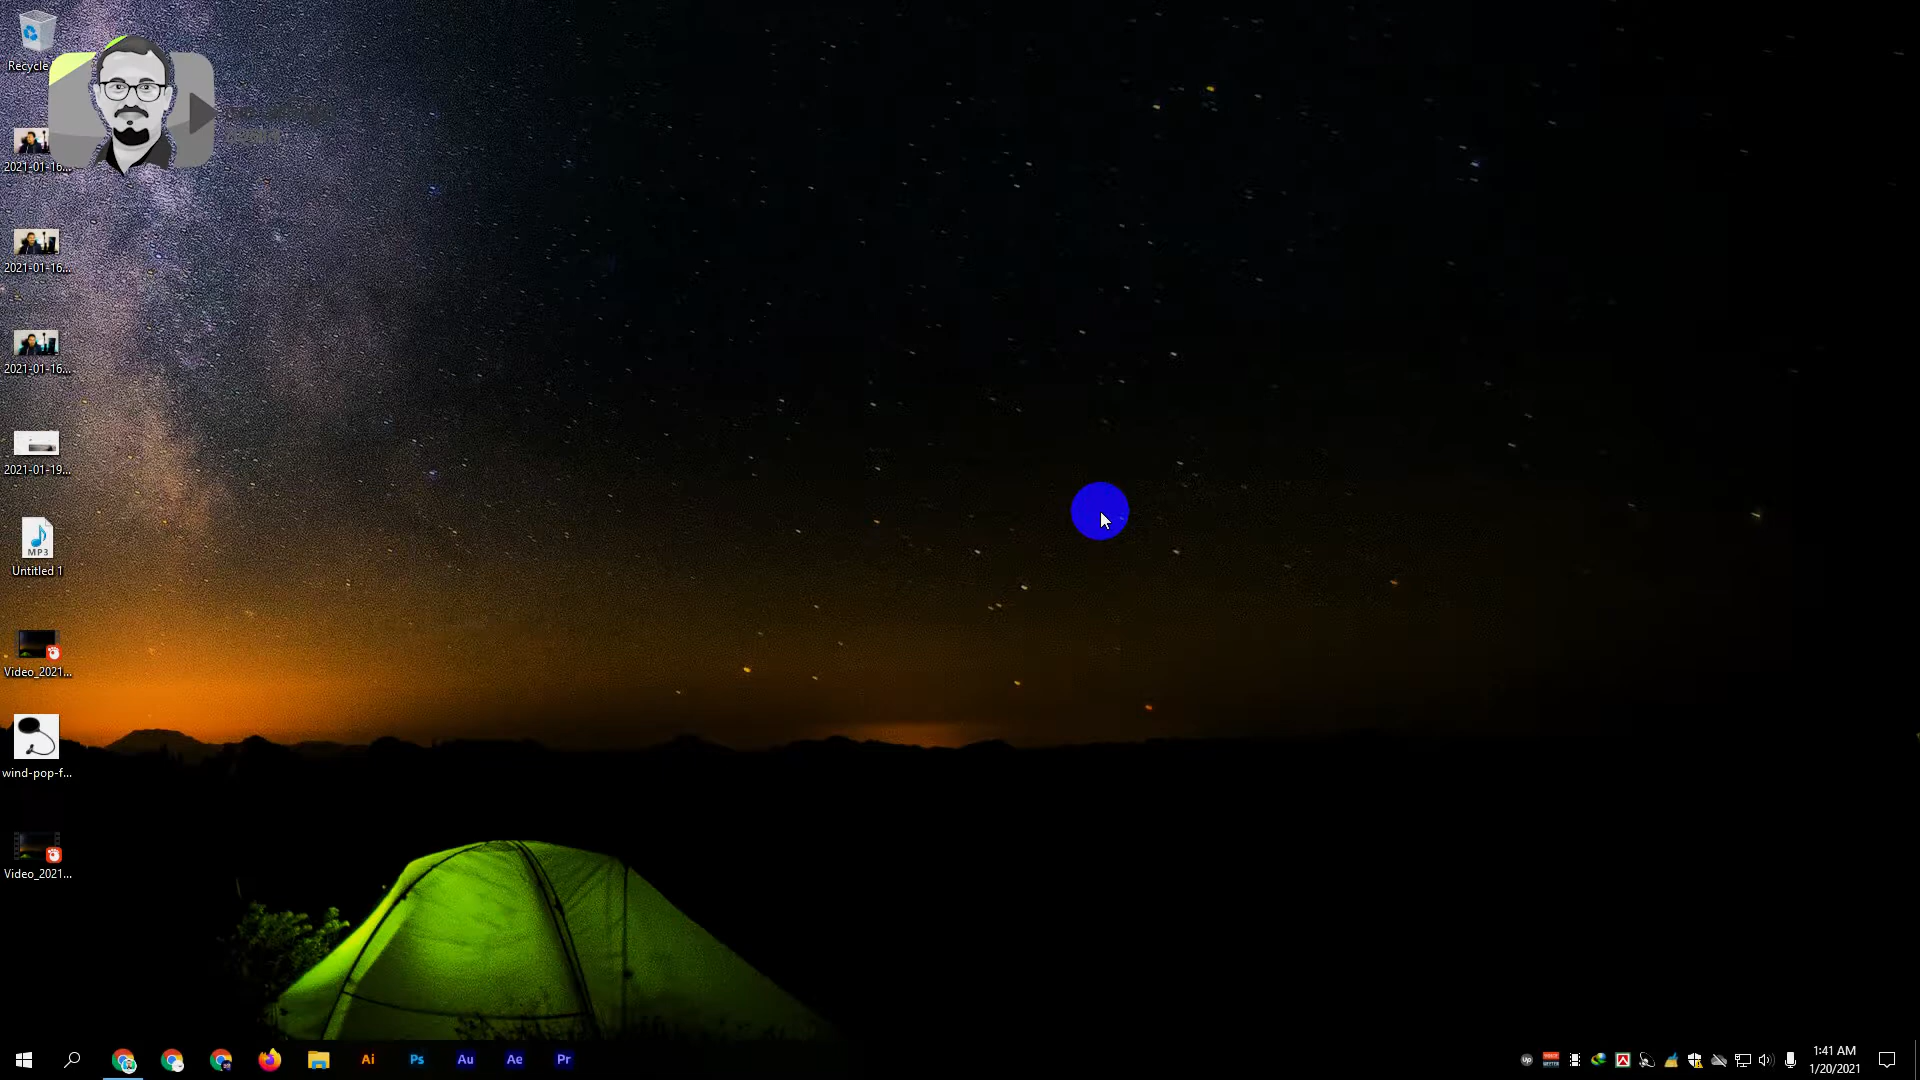 Recycle
2021-01-16...
2021-01-16...
2021-01-16...
2021-01-19...
MP3
Untitled 1
Video_2021...
wind-pop-f...
Video_2021...
Ai
Ps
Au
Ae
Pr
up
1:41 AM
1/20/2021